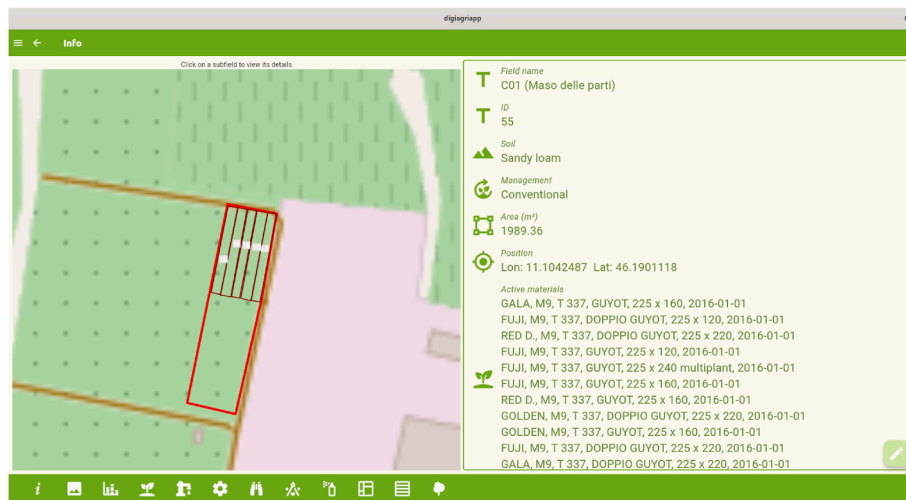 digiagriapp
Info
Click on a subfield to view its details
Field name
C01 (Maso delle parti)
ID
55
Soil
Sandy loam
Management
Conventional
Area (m²)
1989.36
Position
Lon: 11.1042487 Lat: 46.1901118
Active materials
GALA, M9, T 337, GUYOT, 225 x 160, 2016-01-01
FUJI, M9, T 337, DOPPIO GUYOT, 225 x 120, 2016-01-01
RED D., M9, T 337, DOPPIO GUYOT, 225 x 220, 2016-01-01
FUJI, M9, T 337, GUYOT, 225 x 120, 2016-01-01
FUJI, M9, T 337, GUYOT, 225 x 240 multiplant, 2016-01-01
FUJI, M9, T 337, GUYOT, 225 x 160, 2016-01-01
RED D., M9, T 337, GUYOT, 225 x 160, 2016-01-01
GOLDEN, M9, T 337, DOPPIO GUYOT, 225 x 220, 2016-01-01
GOLDEN, M9, T 337, GUYOT, 225 x 160, 2016-01-01
FUJI, M9, T 337, DOPPIO GUYOT, 225 x 220, 2016-01-01
GALA, M9, T 337, DOPPIO GUYOT, 225 x 220, 2016-01-01